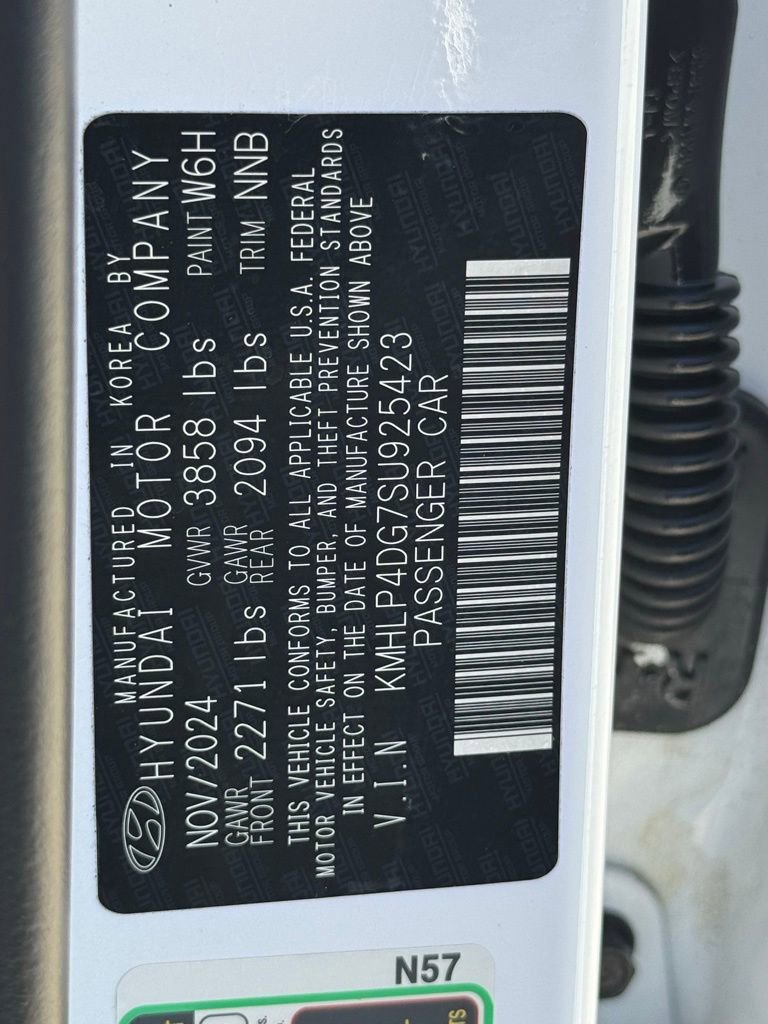 MANUFACTURED IN KOREA BY
HYUNDAI MOTOR COMPANY
NOV/2024 GVWR 3858 lbs PAINT W6H
GAWR FRONT 2271 lbs GAWR REAR 2094 lbs TRIM NNB
THIS VEHICLE CONFORMS TO ALL APPLICABLE U.S.A. FEDERAL
MOTOR VEHICLE SAFETY, BUMPER, AND THEFT PREVENTION STANDARDS
IN EFFECT ON THE DATE OF MANUFACTURE SHOWN ABOVE
V.I.N KMHLP4DG7SU925423
PASSENGER CAR
N57